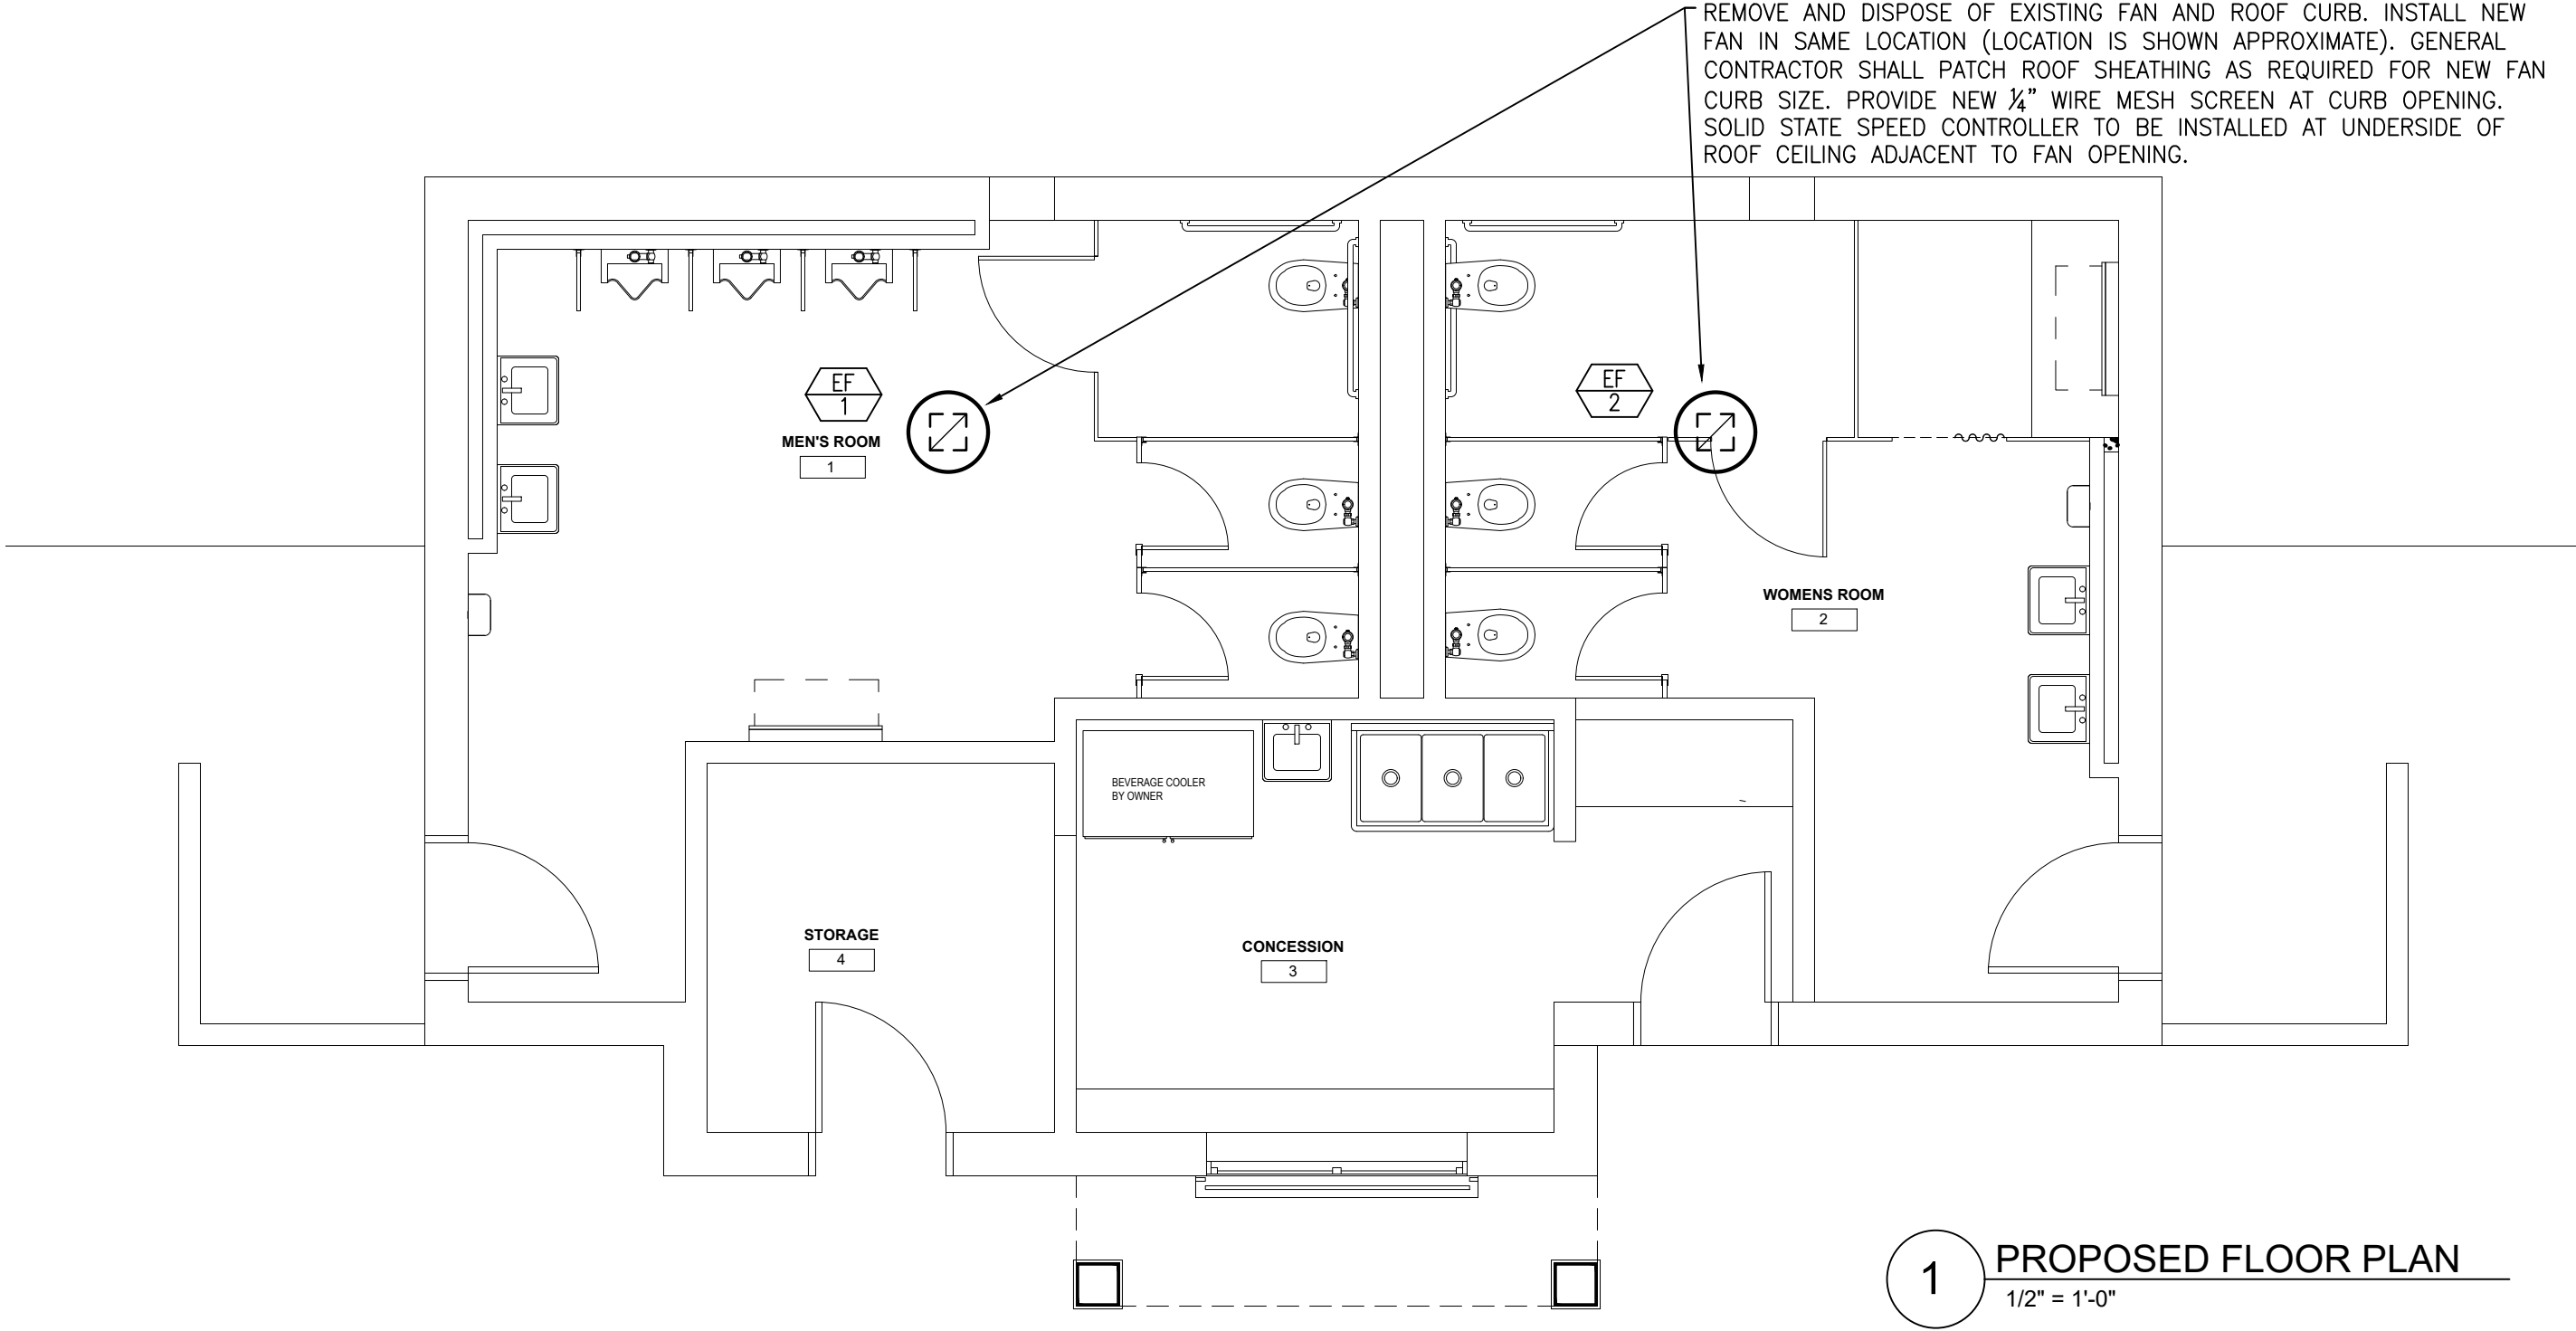 REMOVE AND DISPOSE OF EXISTING FAN AND ROOF CURB. INSTALL NEW
FAN IN SAME LOCATION (LOCATION IS SHOWN APPROXIMATE). GENERAL
CONTRACTOR SHALL PATCH ROOF SHEATHING AS REQUIRED FOR NEW FAN
CURB SIZE. PROVIDE NEW ¼” WIRE MESH SCREEN AT CURB OPENING.
SOLID STATE SPEED CONTROLLER TO BE INSTALLED AT UNDERSIDE OF
ROOF CEILING ADJACENT TO FAN OPENING.
EF
1
MEN'S ROOM
1
EF
2
WOMENS ROOM
2
BEVERAGE COOLER
BY OWNER
STORAGE
4
CONCESSION
3
1
PROPOSED FLOOR PLAN
1/2" = 1'-0"